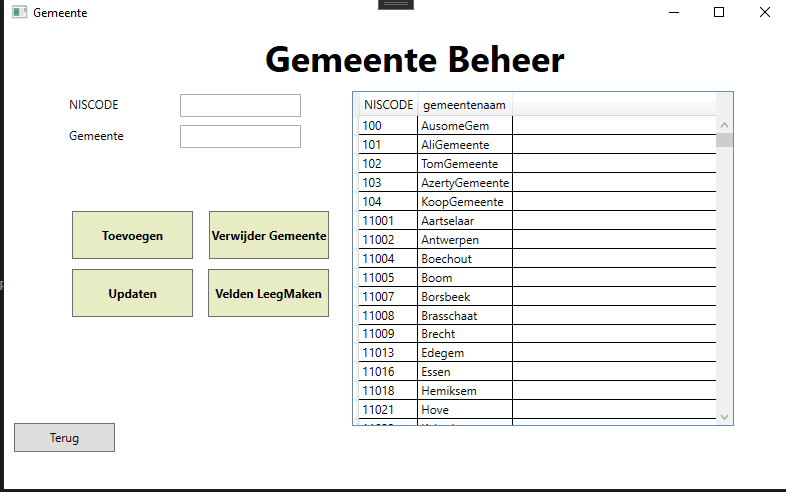 Gemeente
Gemeente Beheer
NISCODE
Gemeente
Toevoegen
Verwijder Gemeente
Updaten
Velden LeegMaken
Terug
NISCODE gemeentenaam
100 AusomeGem
101 AliGemeente
102 TomGemeente
103 AzertyGemeente
104 KoopGemeente
11001 Aartselaar
11002 Antwerpen
11004 Boechout
11005 Boom
11007 Borsbeek
11008 Brasschaat
11009 Brecht
11013 Edegem
11016 Essen
11018 Hemiksem
11021 Hove